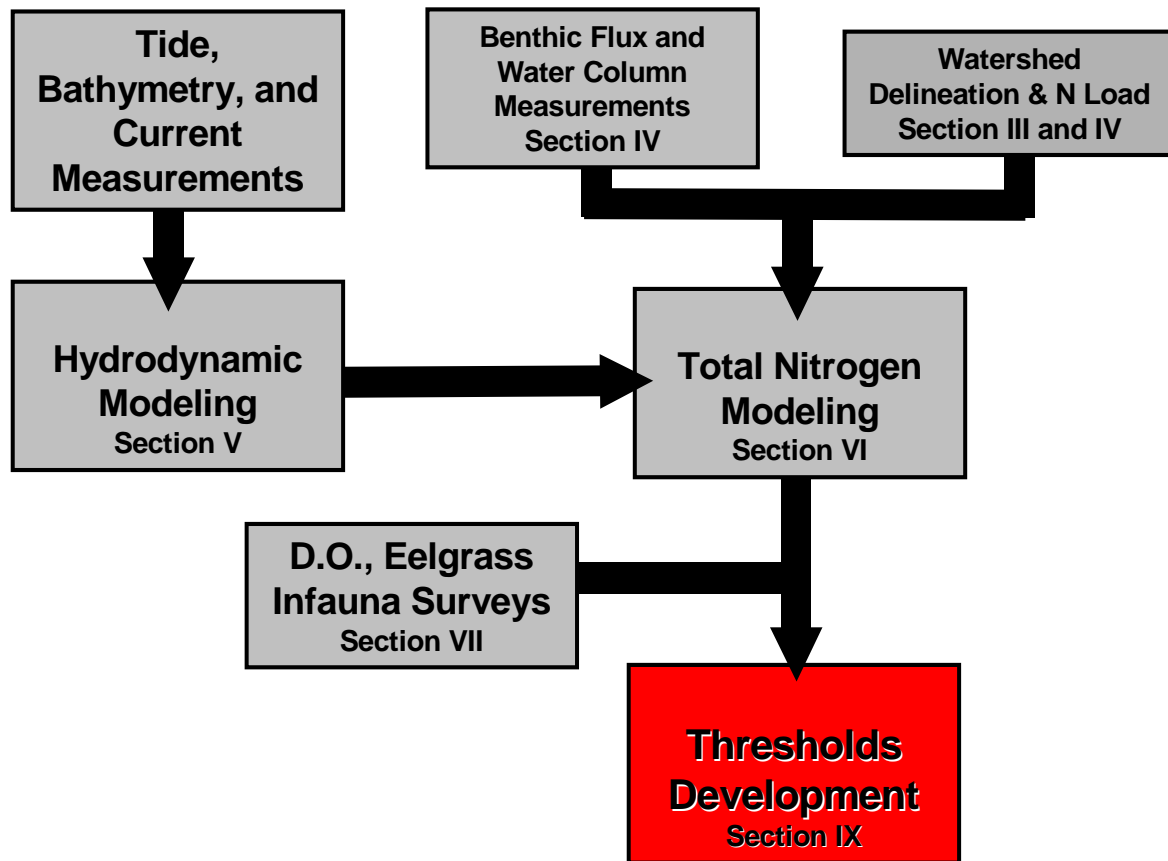 Tide,
Bathymetry, and
Current
Measurements
Benthic Flux and
Water Column
Measurements
Section IV
Watershed
Delineation & N Load
Section III and IV
Hydrodynamic
Modeling
Section V
Total Nitrogen
Modeling
Section VI
D.O., Eelgrass
Infauna Surveys
Section VII
Thresholds
Development
Section IX